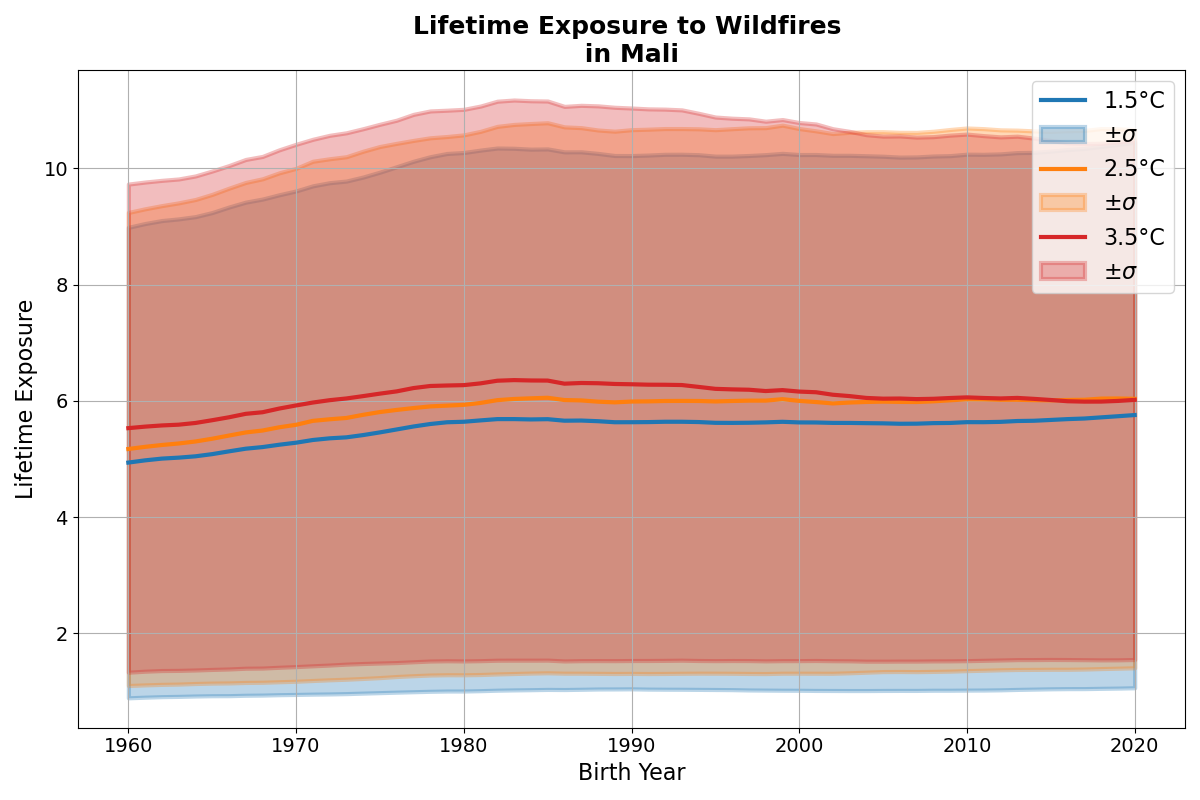 Lifetime Exposure to Wildfires
in Mali
Lifetime Exposure
10
8
6
4
2
1.5°C
±σ
2.5°C
±σ
3.5°C
±σ
1960 1970 1980 1990 2000 2010 2020
Birth Year